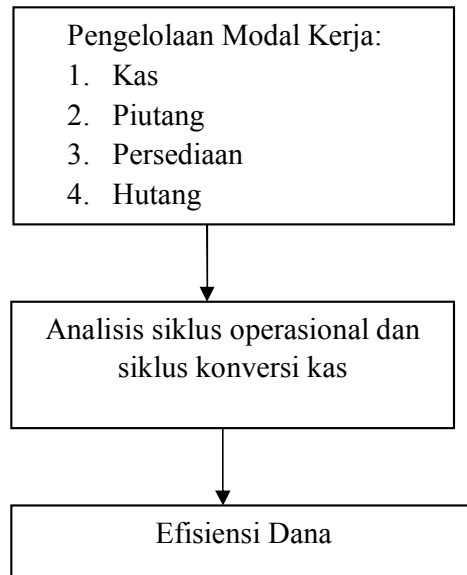 Pengelolaan Modal Kerja:
1. Kas
2. Piutang
3. Persediaan
4. Hutang
Analisis siklus operasional dan
siklus konversi kas
Efisiensi Dana